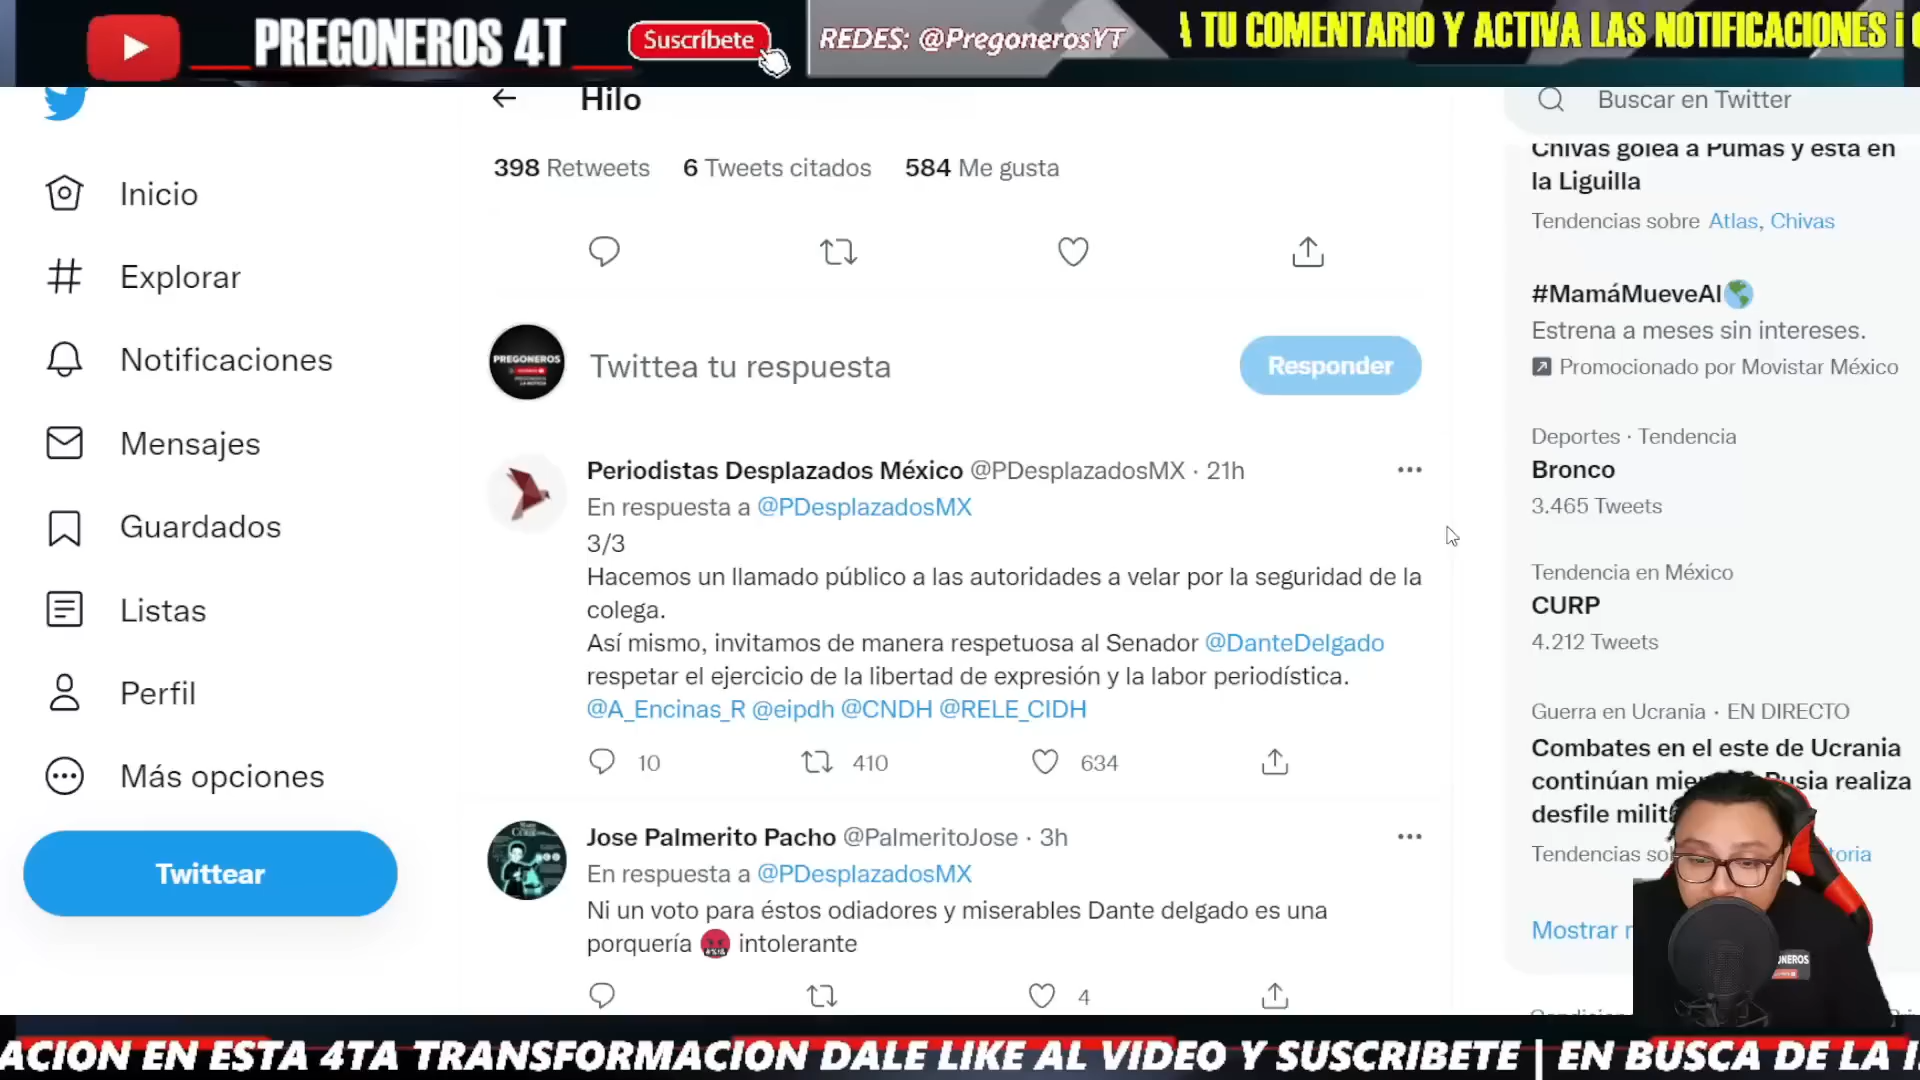 PREGONEROS 4T
Suscríbete
REDES: @PregonerosYT
TU COMENTARIO Y ACTIVA LAS NOTIFICACIONES ¡
Inicio
Explorar
Notificaciones
Mensajes
Guardados
Listas
Perfil
Más opciones
Twittear
Hilo
398 Retweets 6 Tweets citados 584 Me gusta
PREGONEROS
Twittea tu respuesta
Responder
Periodistas Desplazados México @PDesplazadosMX · 21h
En respuesta a @PDesplazadosMX
3/3
Hacemos un llamado público a las autoridades a velar por la seguridad de la
colega.
Así mismo, invitamos de manera respetuosa al Senador @DanteDelgado
respetar el ejercicio de la libertad de expresión y la labor periodística.
@A_Encinas_R @eipdh @CNDH @RELE_CIDH
10 410 634
Jose Palmerito Pacho @PalmeritoJose · 3h
En respuesta a @PDesplazadosMX
Ni un voto para éstos odiadores y miserables Dante delgado es una
porquería 🤬 intolerante
4
Buscar en Twitter
Chivas golea a Pumas y está en
la Liguilla
Tendencias sobre Atlas, Chivas
#MamáMueveAl🌎
Estrena a meses sin intereses.
Promocionado por Movistar México
Deportes · Tendencia
Bronco
3.465 Tweets
Tendencia en México
CURP
4.212 Tweets
Guerra en Ucrania · EN DIRECTO
Combates en el este de Ucrania
continúan Rusia realiza
desfile
Tendencias
Mostrar
ACION EN ESTA 4TA TRANSFORMACION DALE LIKE AL VIDEO Y SUSCRIBETE | EN BUSCA DE LA